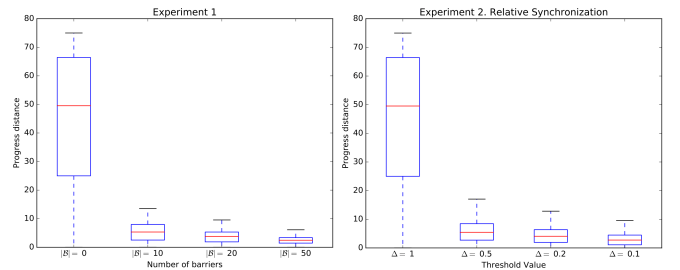 Experiment 1
80
70
60
50
40
30
20
10
0
Progress distance
|ℬ|= 0
|ℬ|= 10
|ℬ|= 20
|ℬ|= 50
Number of barriers
Experiment 2. Relative Synchronization
80
70
60
50
40
30
20
10
0
Progress distance
Δ = 1
Δ = 0.5
Δ = 0.2
Δ = 0.1
Threshold Value